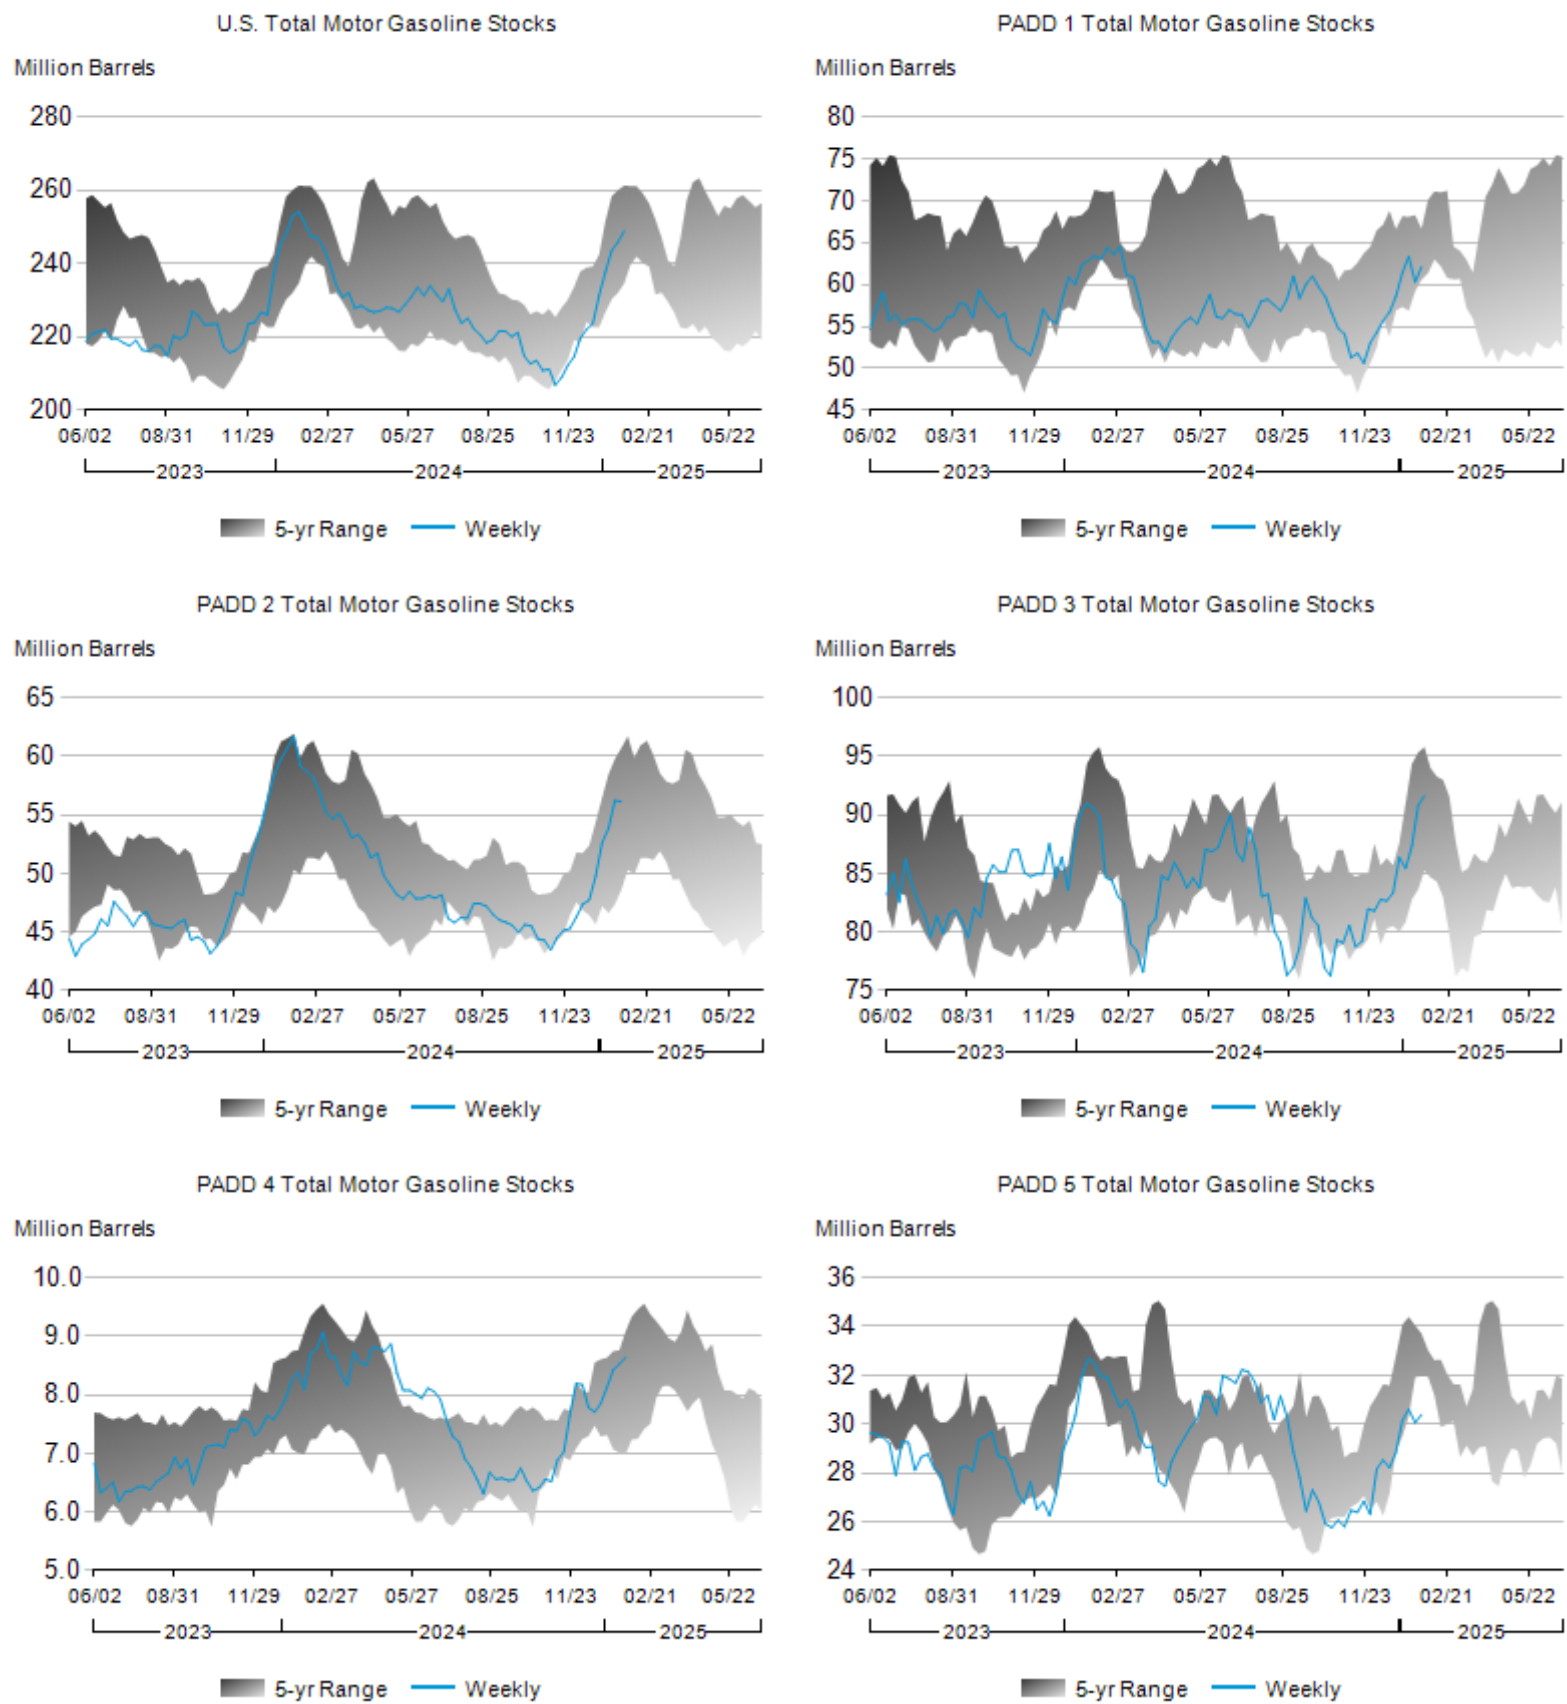 U.S. Total Motor Gasoline Stocks
Million Barrels
280
260
240
220
200
06/02 08/31 11/29 02/27 05/27 08/25 11/23 02/21 05/22
2023 2024 2025
5-yr Range Weekly
PADD 1 Total Motor Gasoline Stocks
Million Barrels
80
75
70
65
60
55
50
45
06/02 08/31 11/29 02/27 05/27 08/25 11/23 02/21 05/22
2023 2024 2025
5-yr Range Weekly
PADD 2 Total Motor Gasoline Stocks
Million Barrels
65
60
55
50
45
40
06/02 08/31 11/29 02/27 05/27 08/25 11/23 02/21 05/22
2023 2024 2025
5-yr Range Weekly
PADD 3 Total Motor Gasoline Stocks
Million Barrels
100
95
90
85
80
75
06/02 08/31 11/29 02/27 05/27 08/25 11/23 02/21 05/22
2023 2024 2025
5-yr Range Weekly
PADD 4 Total Motor Gasoline Stocks
Million Barrels
10.0
9.0
8.0
7.0
6.0
5.0
06/02 08/31 11/29 02/27 05/27 08/25 11/23 02/21 05/22
2023 2024 2025
5-yr Range Weekly
PADD 5 Total Motor Gasoline Stocks
Million Barrels
36
34
32
30
28
26
24
06/02 08/31 11/29 02/27 05/27 08/25 11/23 02/21 05/22
2023 2024 2025
5-yr Range Weekly